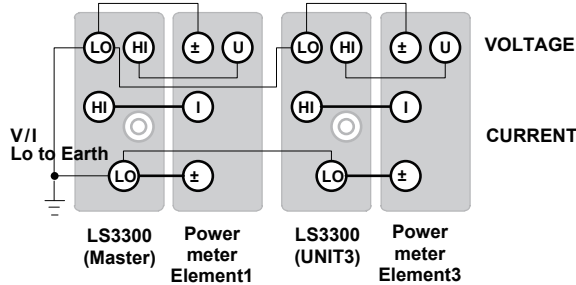 LO HI ± U LO HI ± U VOLTAGE
HI I HI I
V/I
Lo to Earth
CURRENT
LO ± LO ±
LS3300
(Master)
Power
meter
Element1
LS3300
(UNIT3)
Power
meter
Element3